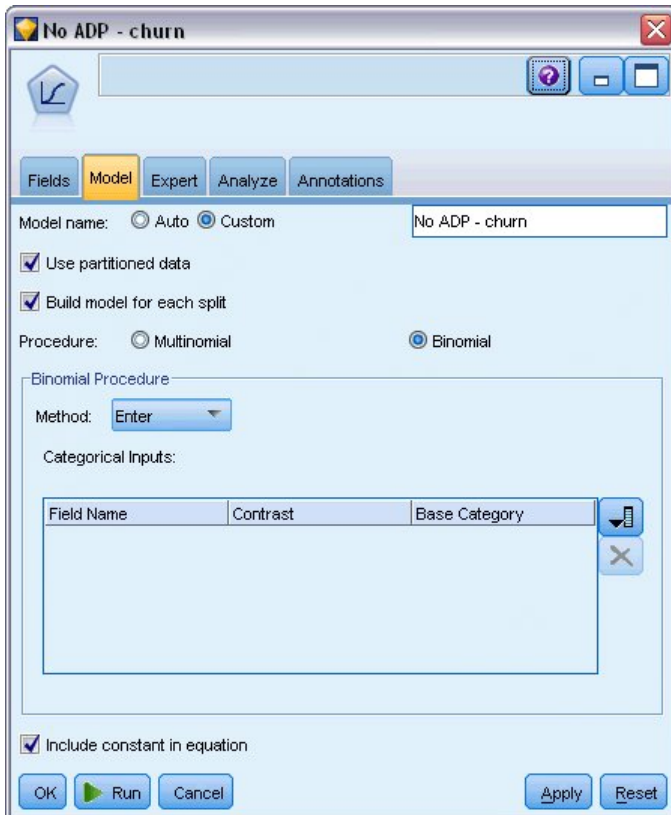 No ADP - churn
Fields Model Expert Analyze Annotations
Model name: Auto Custom No ADP - churn
Use partitioned data
Build model for each split
Procedure: Multinomial Binomial
Binomial Procedure
Method: Enter
Categorical Inputs:
Field Name Contrast Base Category
Include constant in equation
OK Run Cancel Apply Reset